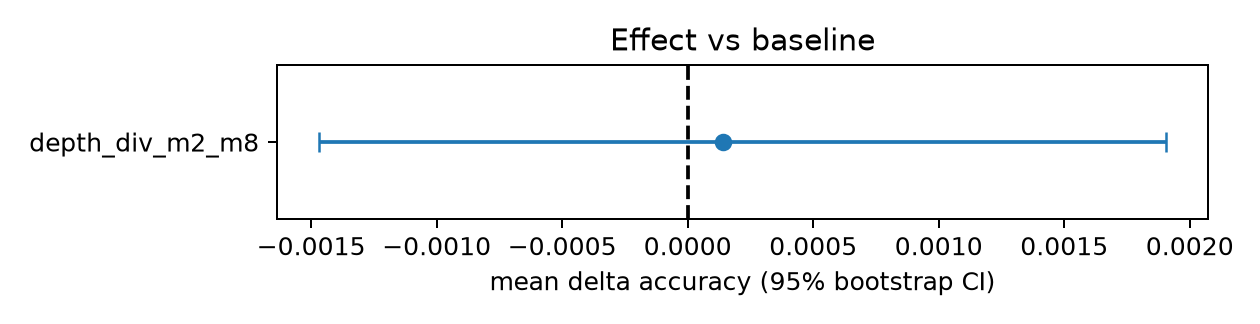 Effect vs baseline
depth_div_m2_m8
−0.0015 −0.0010 −0.0005 0.0000 0.0005 0.0010 0.0015 0.0020
mean delta accuracy (95% bootstrap CI)